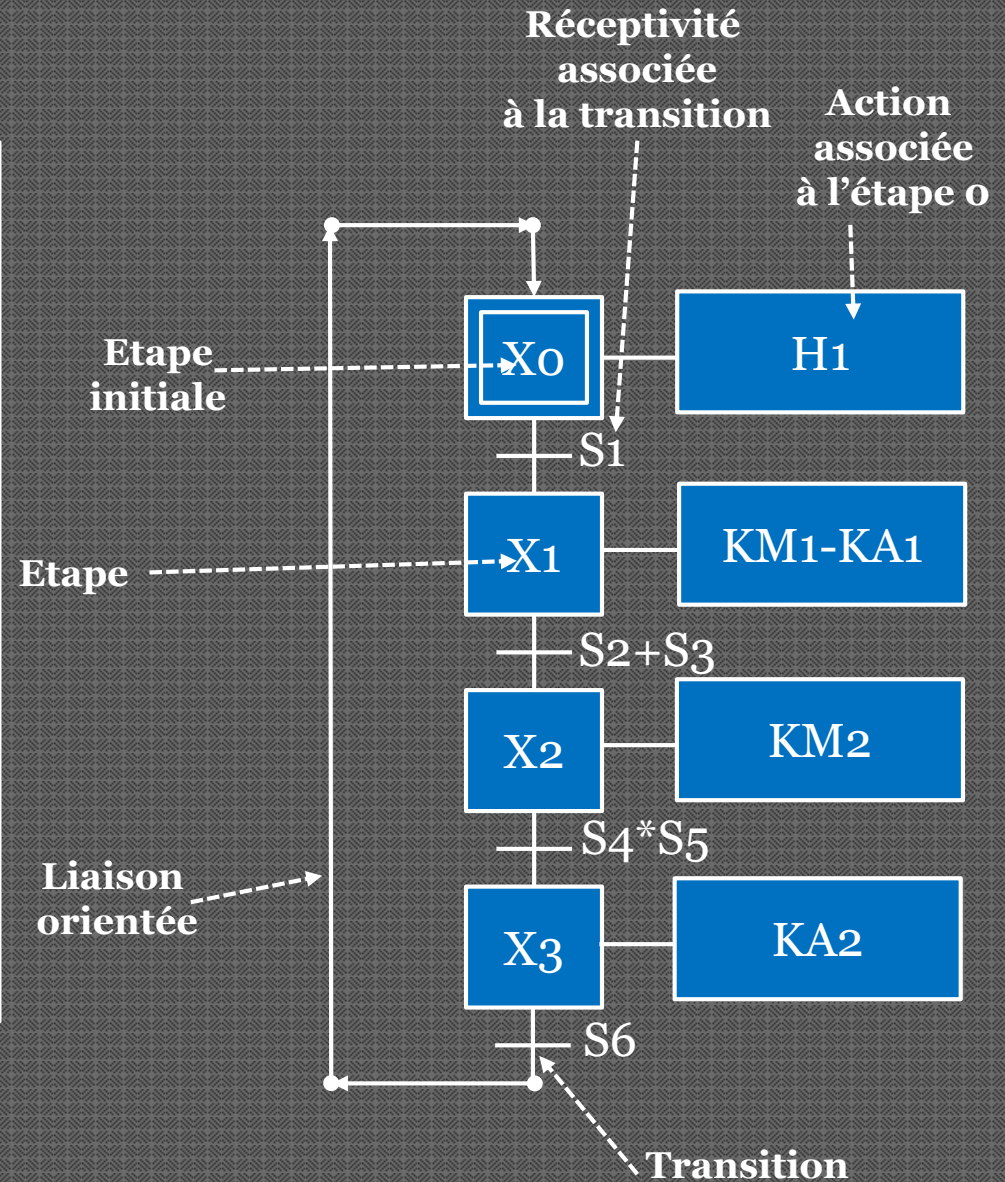 Réceptivité
associée
à la transition
Action
associée
à l'étape 0
Etape
initiale
X0
H1
S1
Etape
X1
KM1-KA1
S2+S3
X2
KM2
S4*S5
Liaison
orientée
X3
KA2
S6
Transition